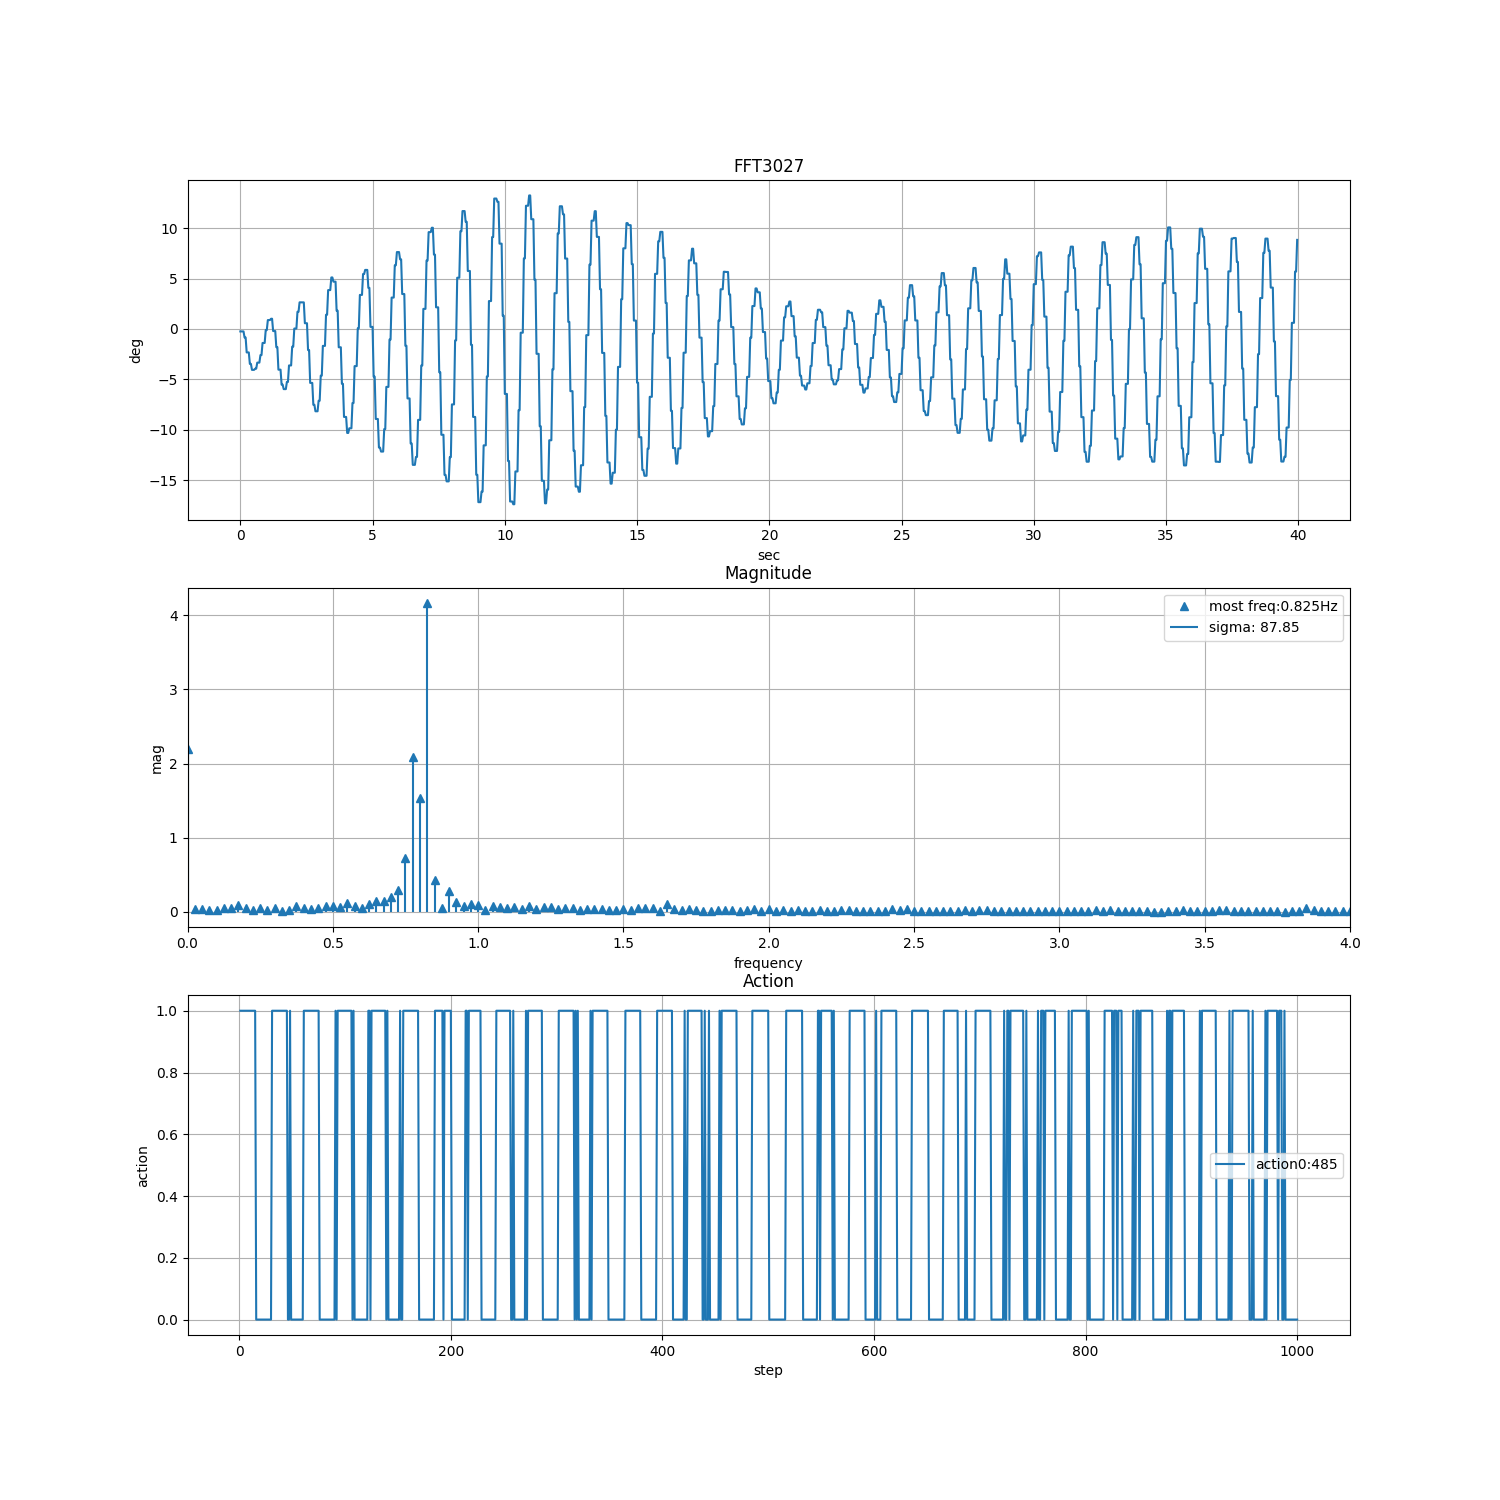 FFT3027
10
5
0
−5
−10
−15
deg
0 5 10 15 20 25 30 35 40
sec
Magnitude
4
3
2
1
0
mag
most freq:0.825Hz
sigma: 87.85
0.0 0.5 1.0 1.5 2.0 2.5 3.0 3.5 4.0
frequency
Action
1.0
0.8
0.6
0.4
0.2
0.0
action
action0:485
0 200 400 600 800 1000
step